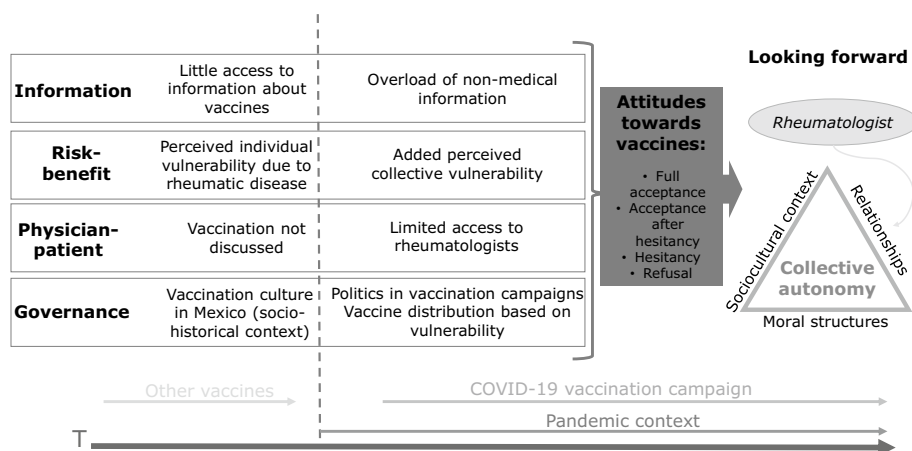 Looking forward
Information
Little access to
information about
vaccines
Overload of non-medical
information
Risk-
benefit
Perceived individual
vulnerability due to
rheumatic disease
Added perceived
collective vulnerability
Physician-
patient
Vaccination not
discussed
Limited access to
rheumatologists
Governance
Vaccination culture
in Mexico (socio-
historical context)
Politics in vaccination campaigns
Vaccine distribution based on
vulnerability
Attitudes
towards
vaccines:
• Full
acceptance
• Acceptance
after
hesitancy
• Hesitancy
• Refusal
Rheumatologist
Sociocultural context
Relationships
Collective
autonomy
Moral structures
Other vaccines
COVID-19 vaccination campaign
Pandemic context
T